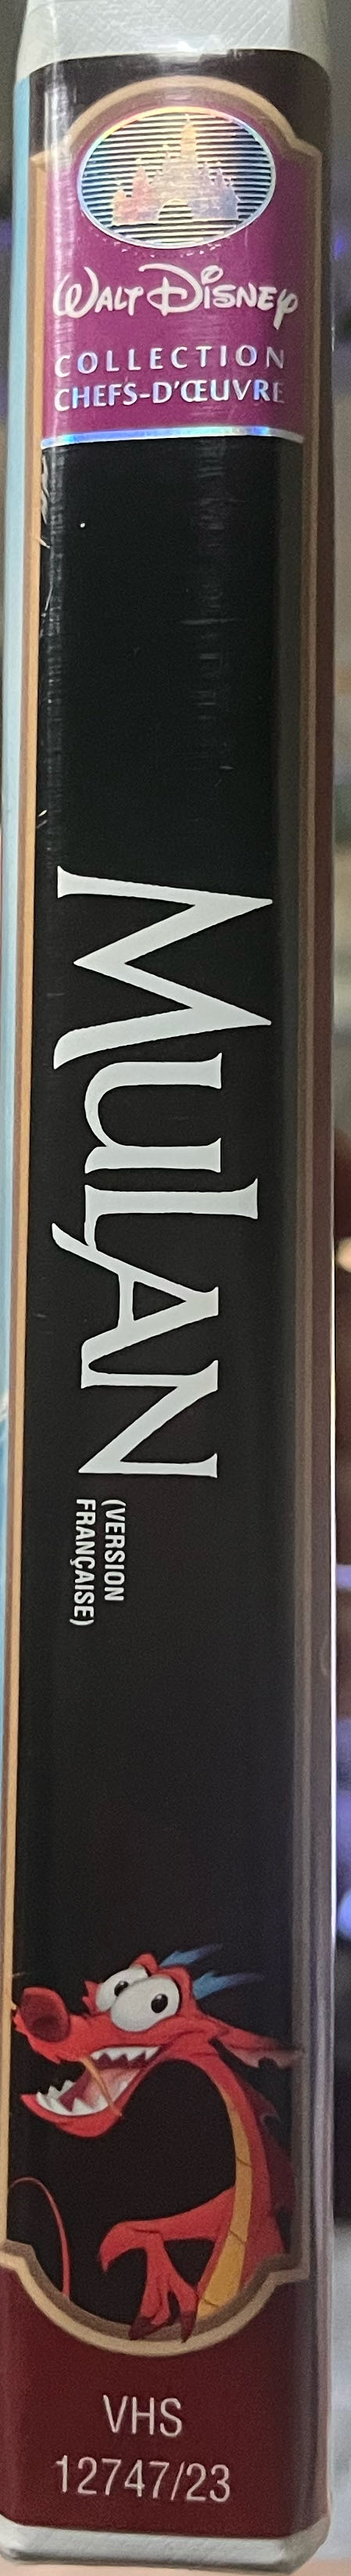 WALT DISNEY
COLLECTION
CHEFS-D'ŒUVRE
MULAN
(VERSION
FRANÇAISE)
VHS
12747/23